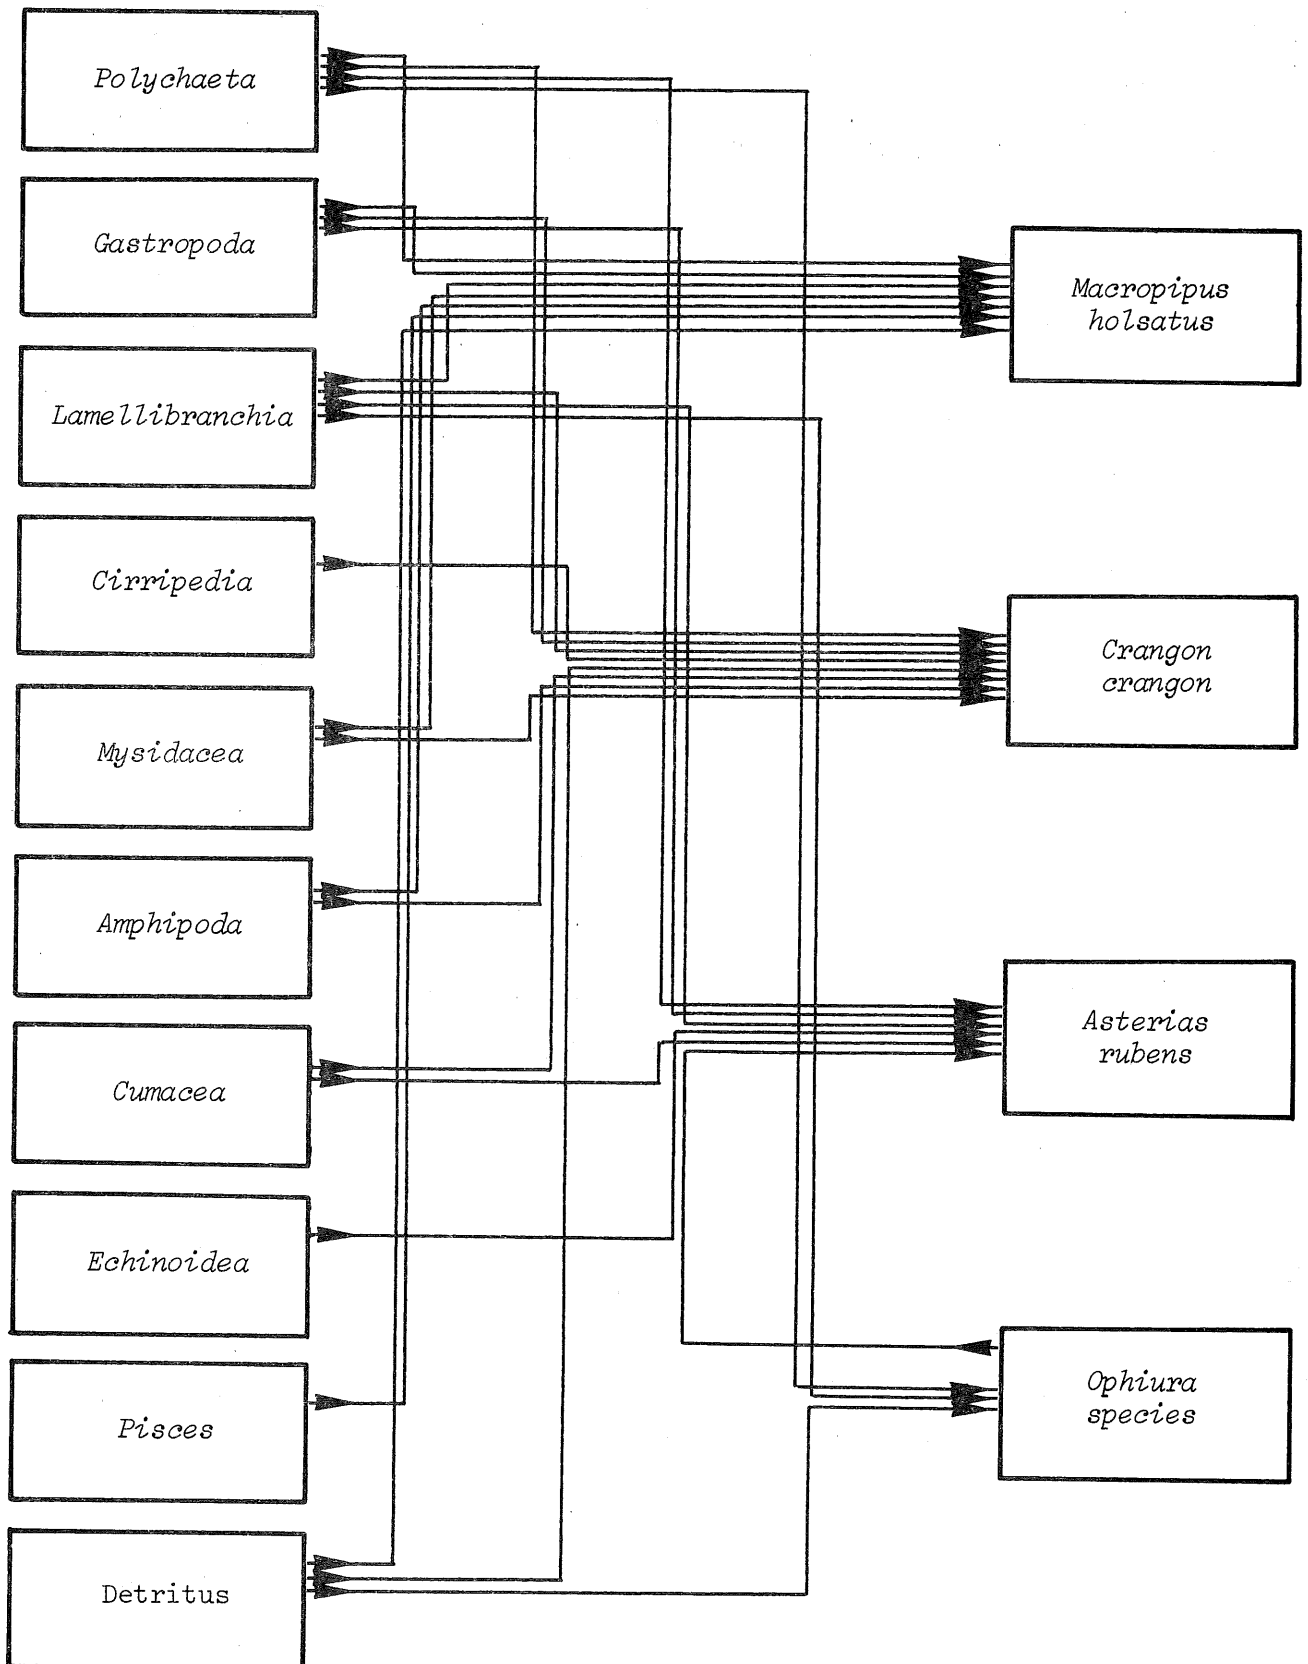 Polychaeta
Gastropoda
Lamellibranchia
Cirripedia
Mysidacea
Amphipoda
Cumacea
Echinoidea
Pisces
Detritus
Macropipus
holsatus
Crangon
crangon
Asterias
rubens
Ophiura
species